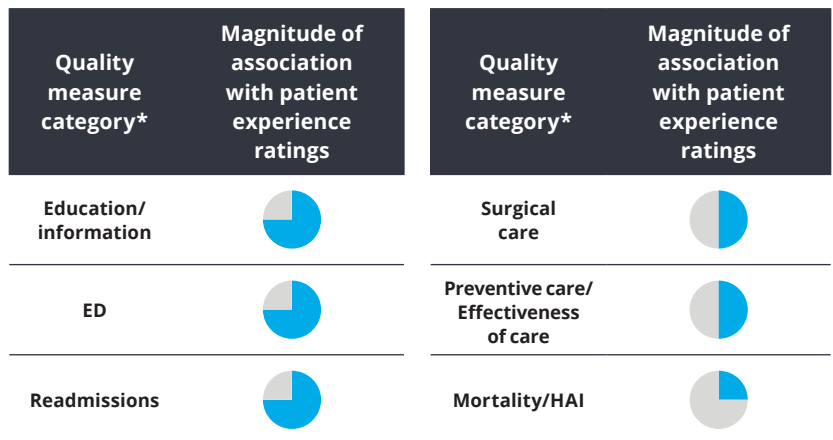 Quality
measure
category*
Magnitude of
association
with patient
experience
ratings
Education/
information
ED
Readmissions
Quality
measure
category*
Magnitude of
association
with patient
experience
ratings
Surgical
care
Preventive care/
Effectiveness
of care
Mortality/HAI